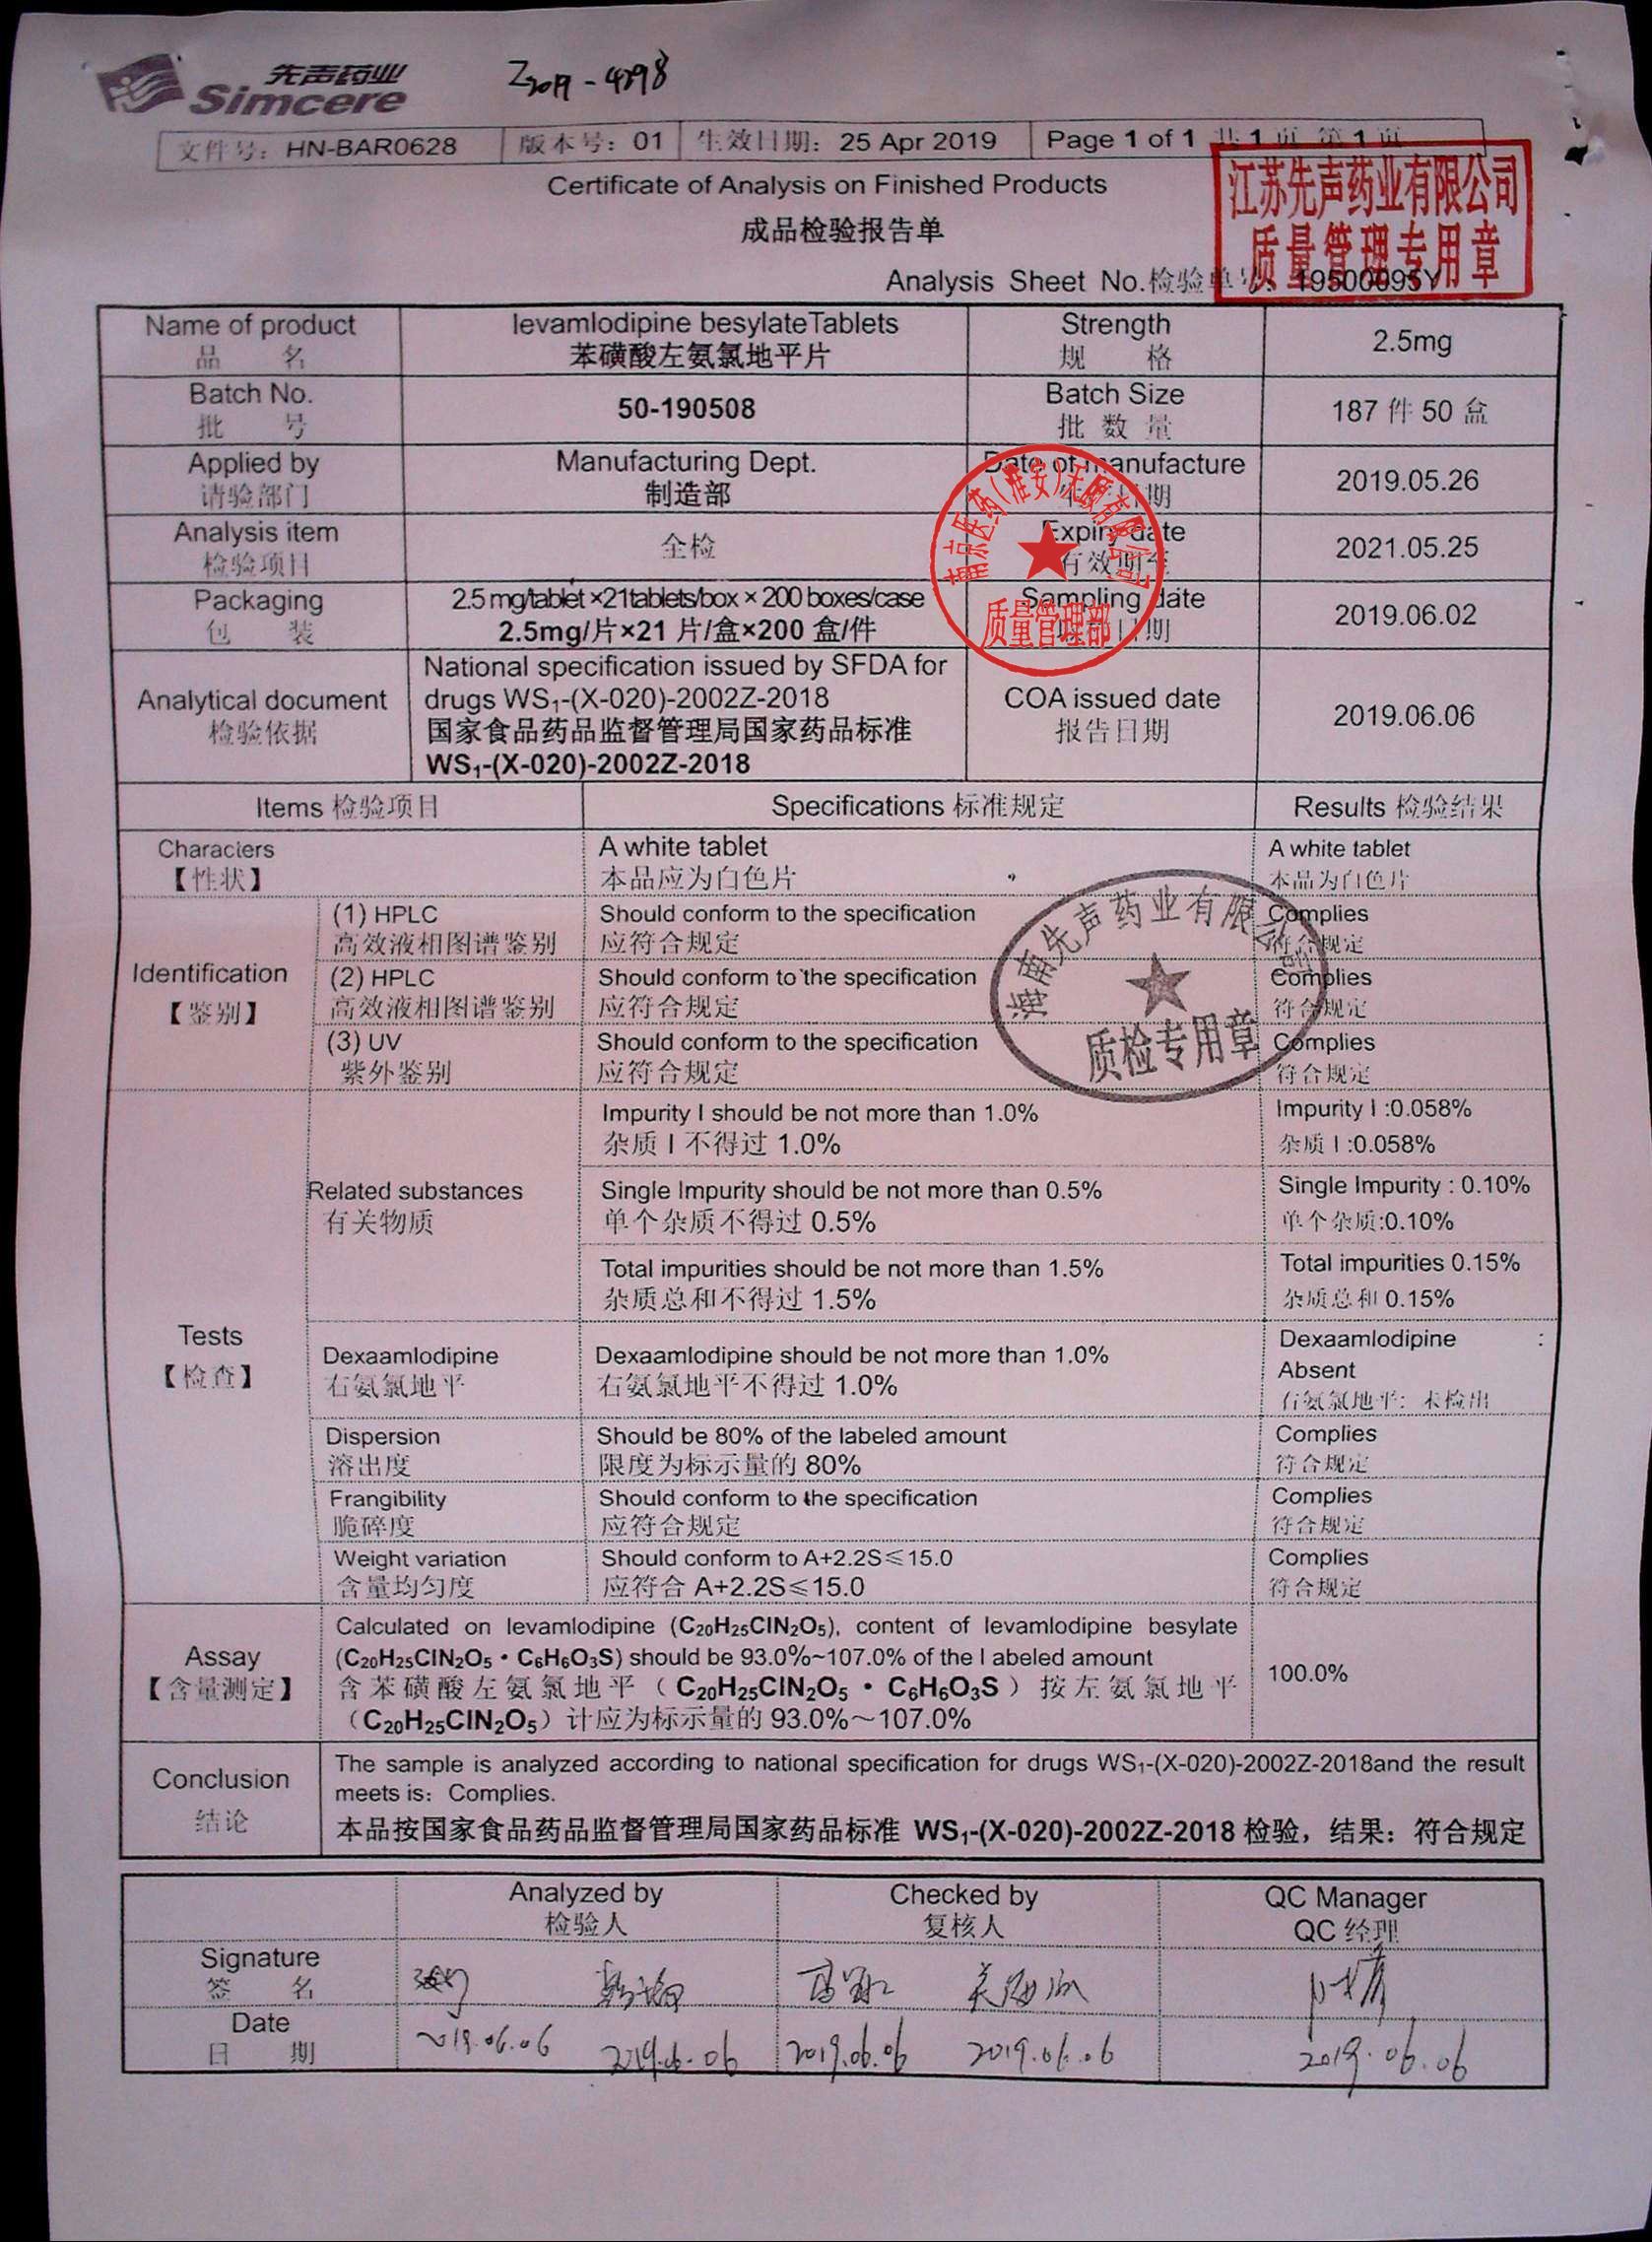 先声药业
Simcere
Z2019-4298
文件号：HN-BAR0628 版本号：01 生效日期：25 Apr 2019 Page 1 of 1 共 1 页 第 1 页
江苏先声药业有限公司
质量管理专用章
Certificate of Analysis on Finished Products
成品检验报告单
Analysis Sheet No.检验单号：19500095Y
Name of product levamlodipine besylateTablets Strength 2.5mg
品 名 苯磺酸左氨氯地平片 规 格
Batch No. 50-190508 Batch Size 187 件 50 盒
批 号 批 数 量
Applied by Manufacturing Dept. Date of manufacture 2019.05.26
请验部门 制造部 生产日期
Analysis item 全检 Expiry date 2021.05.25
检验项目 有效期至
Packaging 2.5 mg/tablet ×21tablets/box × 200 boxes/case Sampling date 2019.06.02
包 装 2.5mg/片×21 片/盒×200 盒/件 日期
南京医药(淮安)天颐有限公司
质量管理部
Analytical document National specification issued by SFDA for drugs WS₁-(X-020)-2002Z-2018 COA issued date 2019.06.06
检验依据 国家食品药品监督管理局国家药品标准 报告日期
WS₁-(X-020)-2002Z-2018
Items 检验项目 Specifications 标准规定 Results 检验结果
Characters A white tablet A white tablet
【性状】 本品应为白色片 本品为白色片
Identification
【鉴别】
(1) HPLC Should conform to the specification Complies
高效液相图谱鉴别 应符合规定 符合规定
(2) HPLC Should conform to the specification Complies
高效液相图谱鉴别 应符合规定 符合规定
(3) UV Should conform to the specification Complies
紫外鉴别 应符合规定 符合规定
海南先声药业有限公司
质检专用章
Tests
【检查】
Related substances
有关物质
Impurity I should be not more than 1.0% Impurity I :0.058%
杂质 I 不得过 1.0% 杂质 I :0.058%
Single Impurity should be not more than 0.5% Single Impurity : 0.10%
单个杂质不得过 0.5% 单个杂质:0.10%
Total impurities should be not more than 1.5% Total impurities 0.15%
杂质总和不得过 1.5% 杂质总和 0.15%
Dexaamlodipine Dexaamlodipine should be not more than 1.0% Dexaamlodipine :
Absent
右氨氯地平 右氨氯地平不得过 1.0% 右氨氯地平：未检出
Dispersion Should be 80% of the labeled amount Complies
溶出度 限度为标示量的 80% 符合规定
Frangibility Should conform to the specification Complies
脆碎度 应符合规定 符合规定
Weight variation Should conform to A+2.2S≤15.0 Complies
含量均匀度 应符合 A+2.2S≤15.0 符合规定
Assay
【含量测定】
Calculated on levamlodipine (C₂₀H₂₅ClN₂O₅), content of levamlodipine besylate
(C₂₀H₂₅ClN₂O₅・C₆H₆O₃S) should be 93.0%~107.0% of the l abeled amount 100.0%
含苯磺酸左氨氯地平（C₂₀H₂₅ClN₂O₅・C₆H₆O₃S）按左氨氯地平
（C₂₀H₂₅ClN₂O₅）计应为标示量的 93.0%～107.0%
Conclusion
结论
The sample is analyzed according to national specification for drugs WS₁-(X-020)-2002Z-2018and the result
meets is：Complies.
本品按国家食品药品监督管理局国家药品标准 WS₁-(X-020)-2002Z-2018 检验，结果：符合规定
Analyzed by Checked by QC Manager
检验人 复核人 QC 经理
Signature
签 名
Date 2019.06.06 2019.6.06 2019.06.06 2019.06.06 2019.06.06
日 期